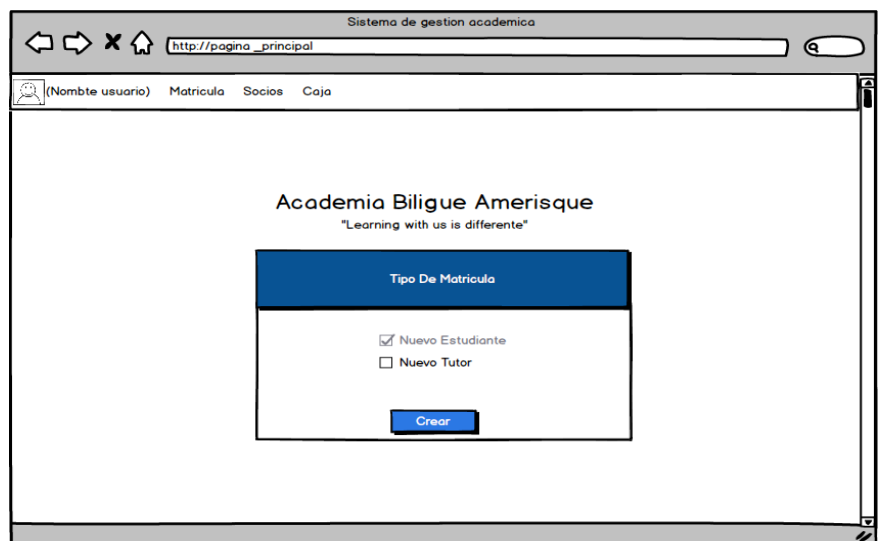 Sistema de gestion academica
http://pagina _principal
(Nombte usuario) Matricula Socios Caja
Academia Biligue Amerisque
"Learning with us is differente"
Tipo De Matricula
Nuevo Estudiante
Nuevo Tutor
Crear